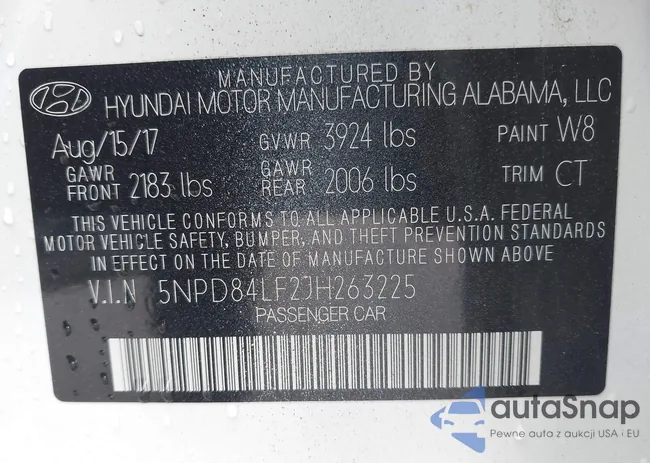 MANUFACTURED BY
HYUNDAI MOTOR MANUFACTURING ALABAMA, LLC
Aug/15/17 GVWR 3924 lbs PAINT W8
GAWR FRONT 2183 lbs GAWR REAR 2006 lbs TRIM CT
THIS VEHICLE CONFORMS TO ALL APPLICABLE U.S.A. FEDERAL
MOTOR VEHICLE SAFETY, BUMPER, AND THEFT PREVENTION STANDARDS
IN EFFECT ON THE DATE OF MANUFACTURE SHOWN ABOVE.
V.I.N 5NPD84LF2JH263225
PASSENGER CAR
autaSnap
Pewne auta z aukcji USA i EU